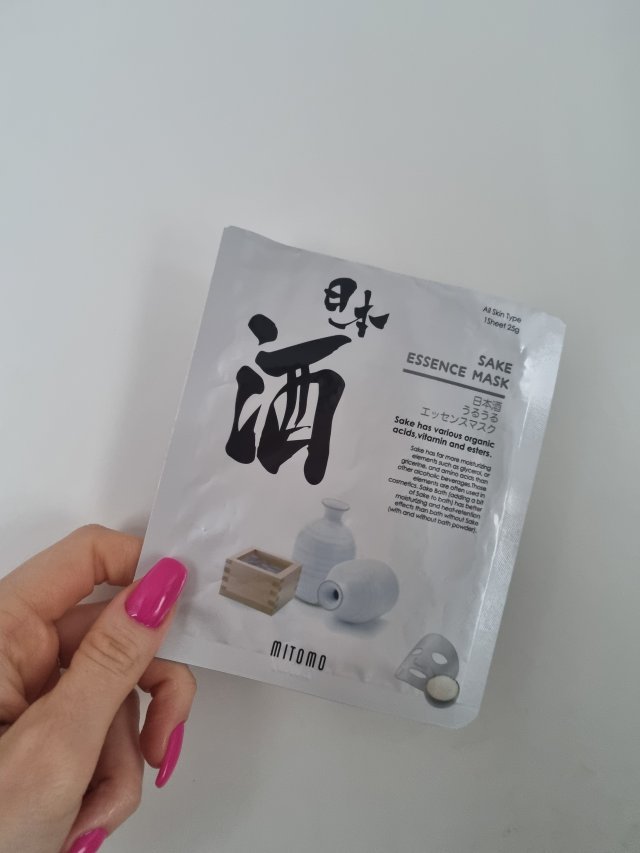 日本
酒
All Skin Type
1Sheet 25g
SAKE
ESSENCE MASK
日本酒
うるうる
エッセンスマスク
Sake has various organic
acids,vitamin and esters.
Sake has far more moisturizing
elements such as glycerol, or
glicerine, and amino acids than
other alcoholic beverages.Those
elements are often used in
cosmetics. Sake Bath (adding a bit
of Sake to bath) has better
moisturizing and heat-retention
effects than bath without Sake
(with and without bath powder).
MITOMO